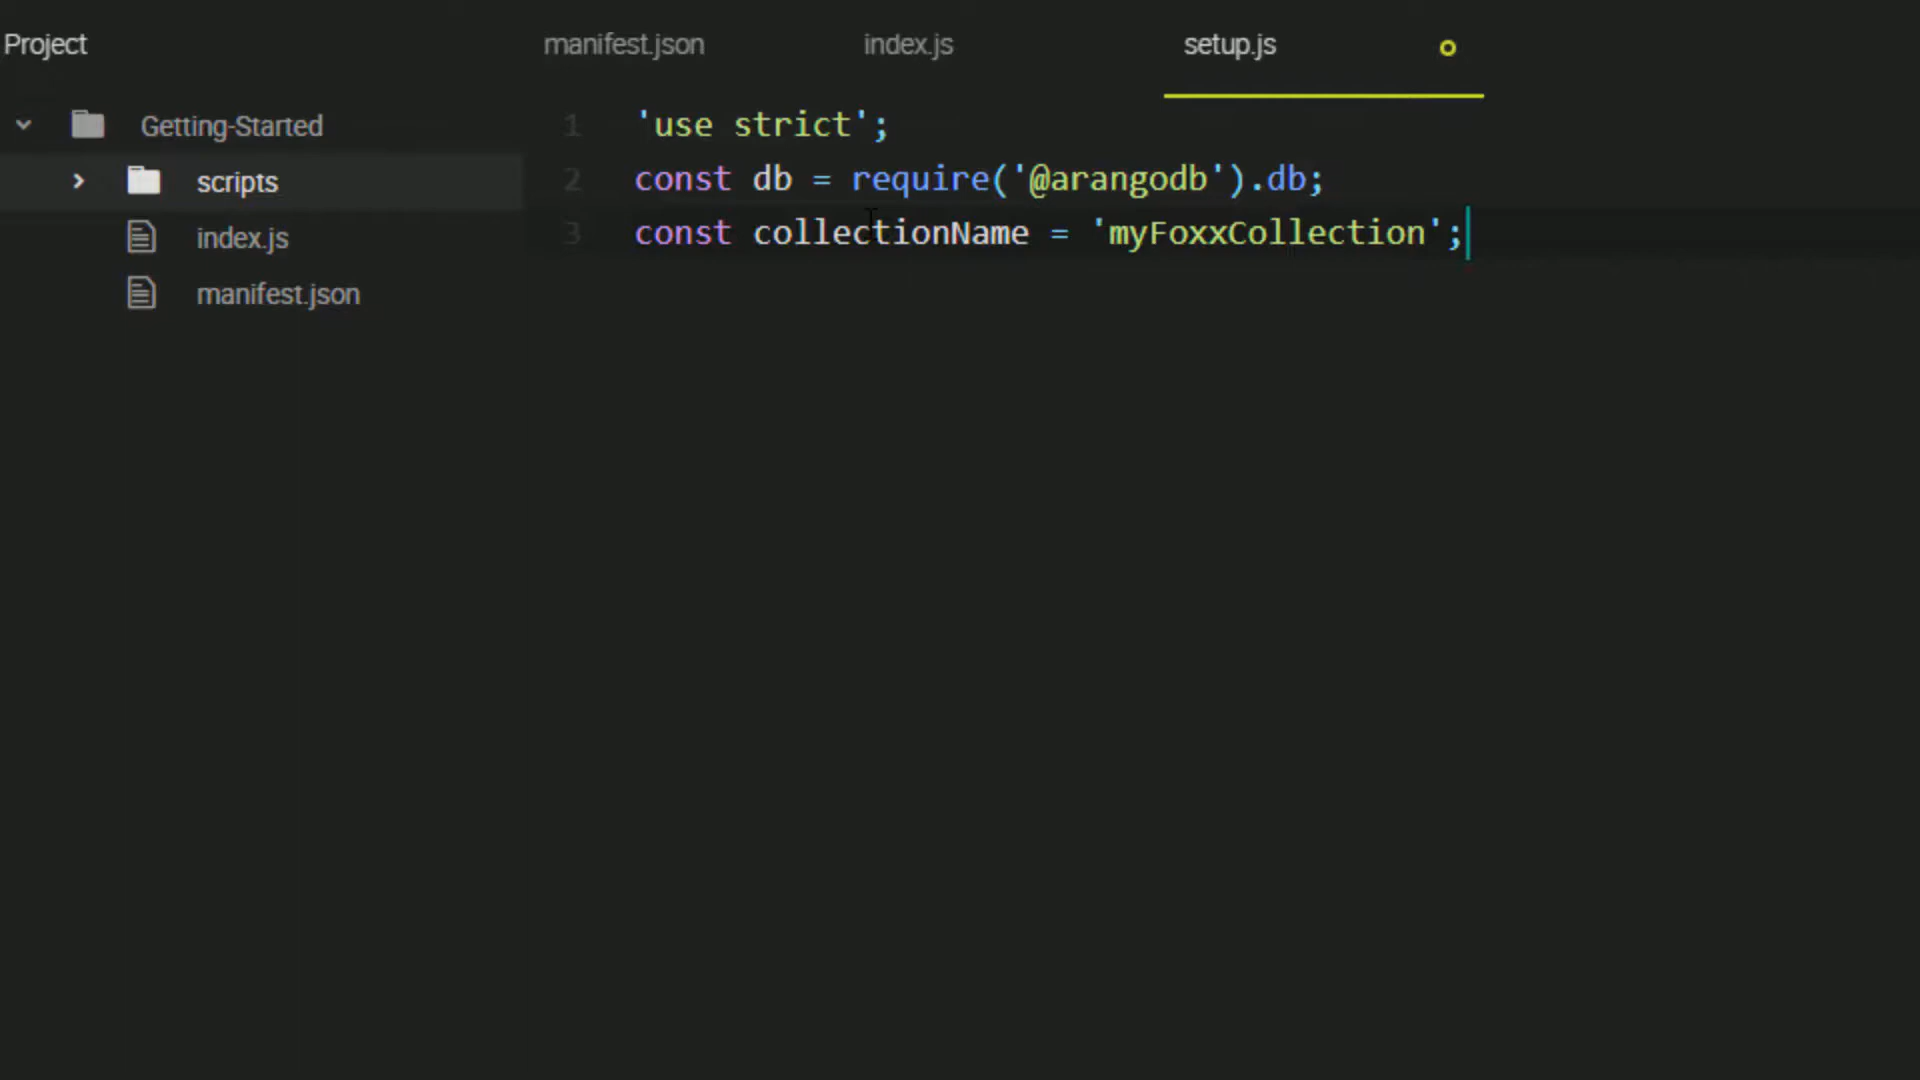 Project
manifest.json
index.js
setup.js
Getting-Started
scripts
index.js
manifest.json
1 'use strict';
2 const db = require('@arangodb').db;
3 const collectionName = 'myFoxxCollection';